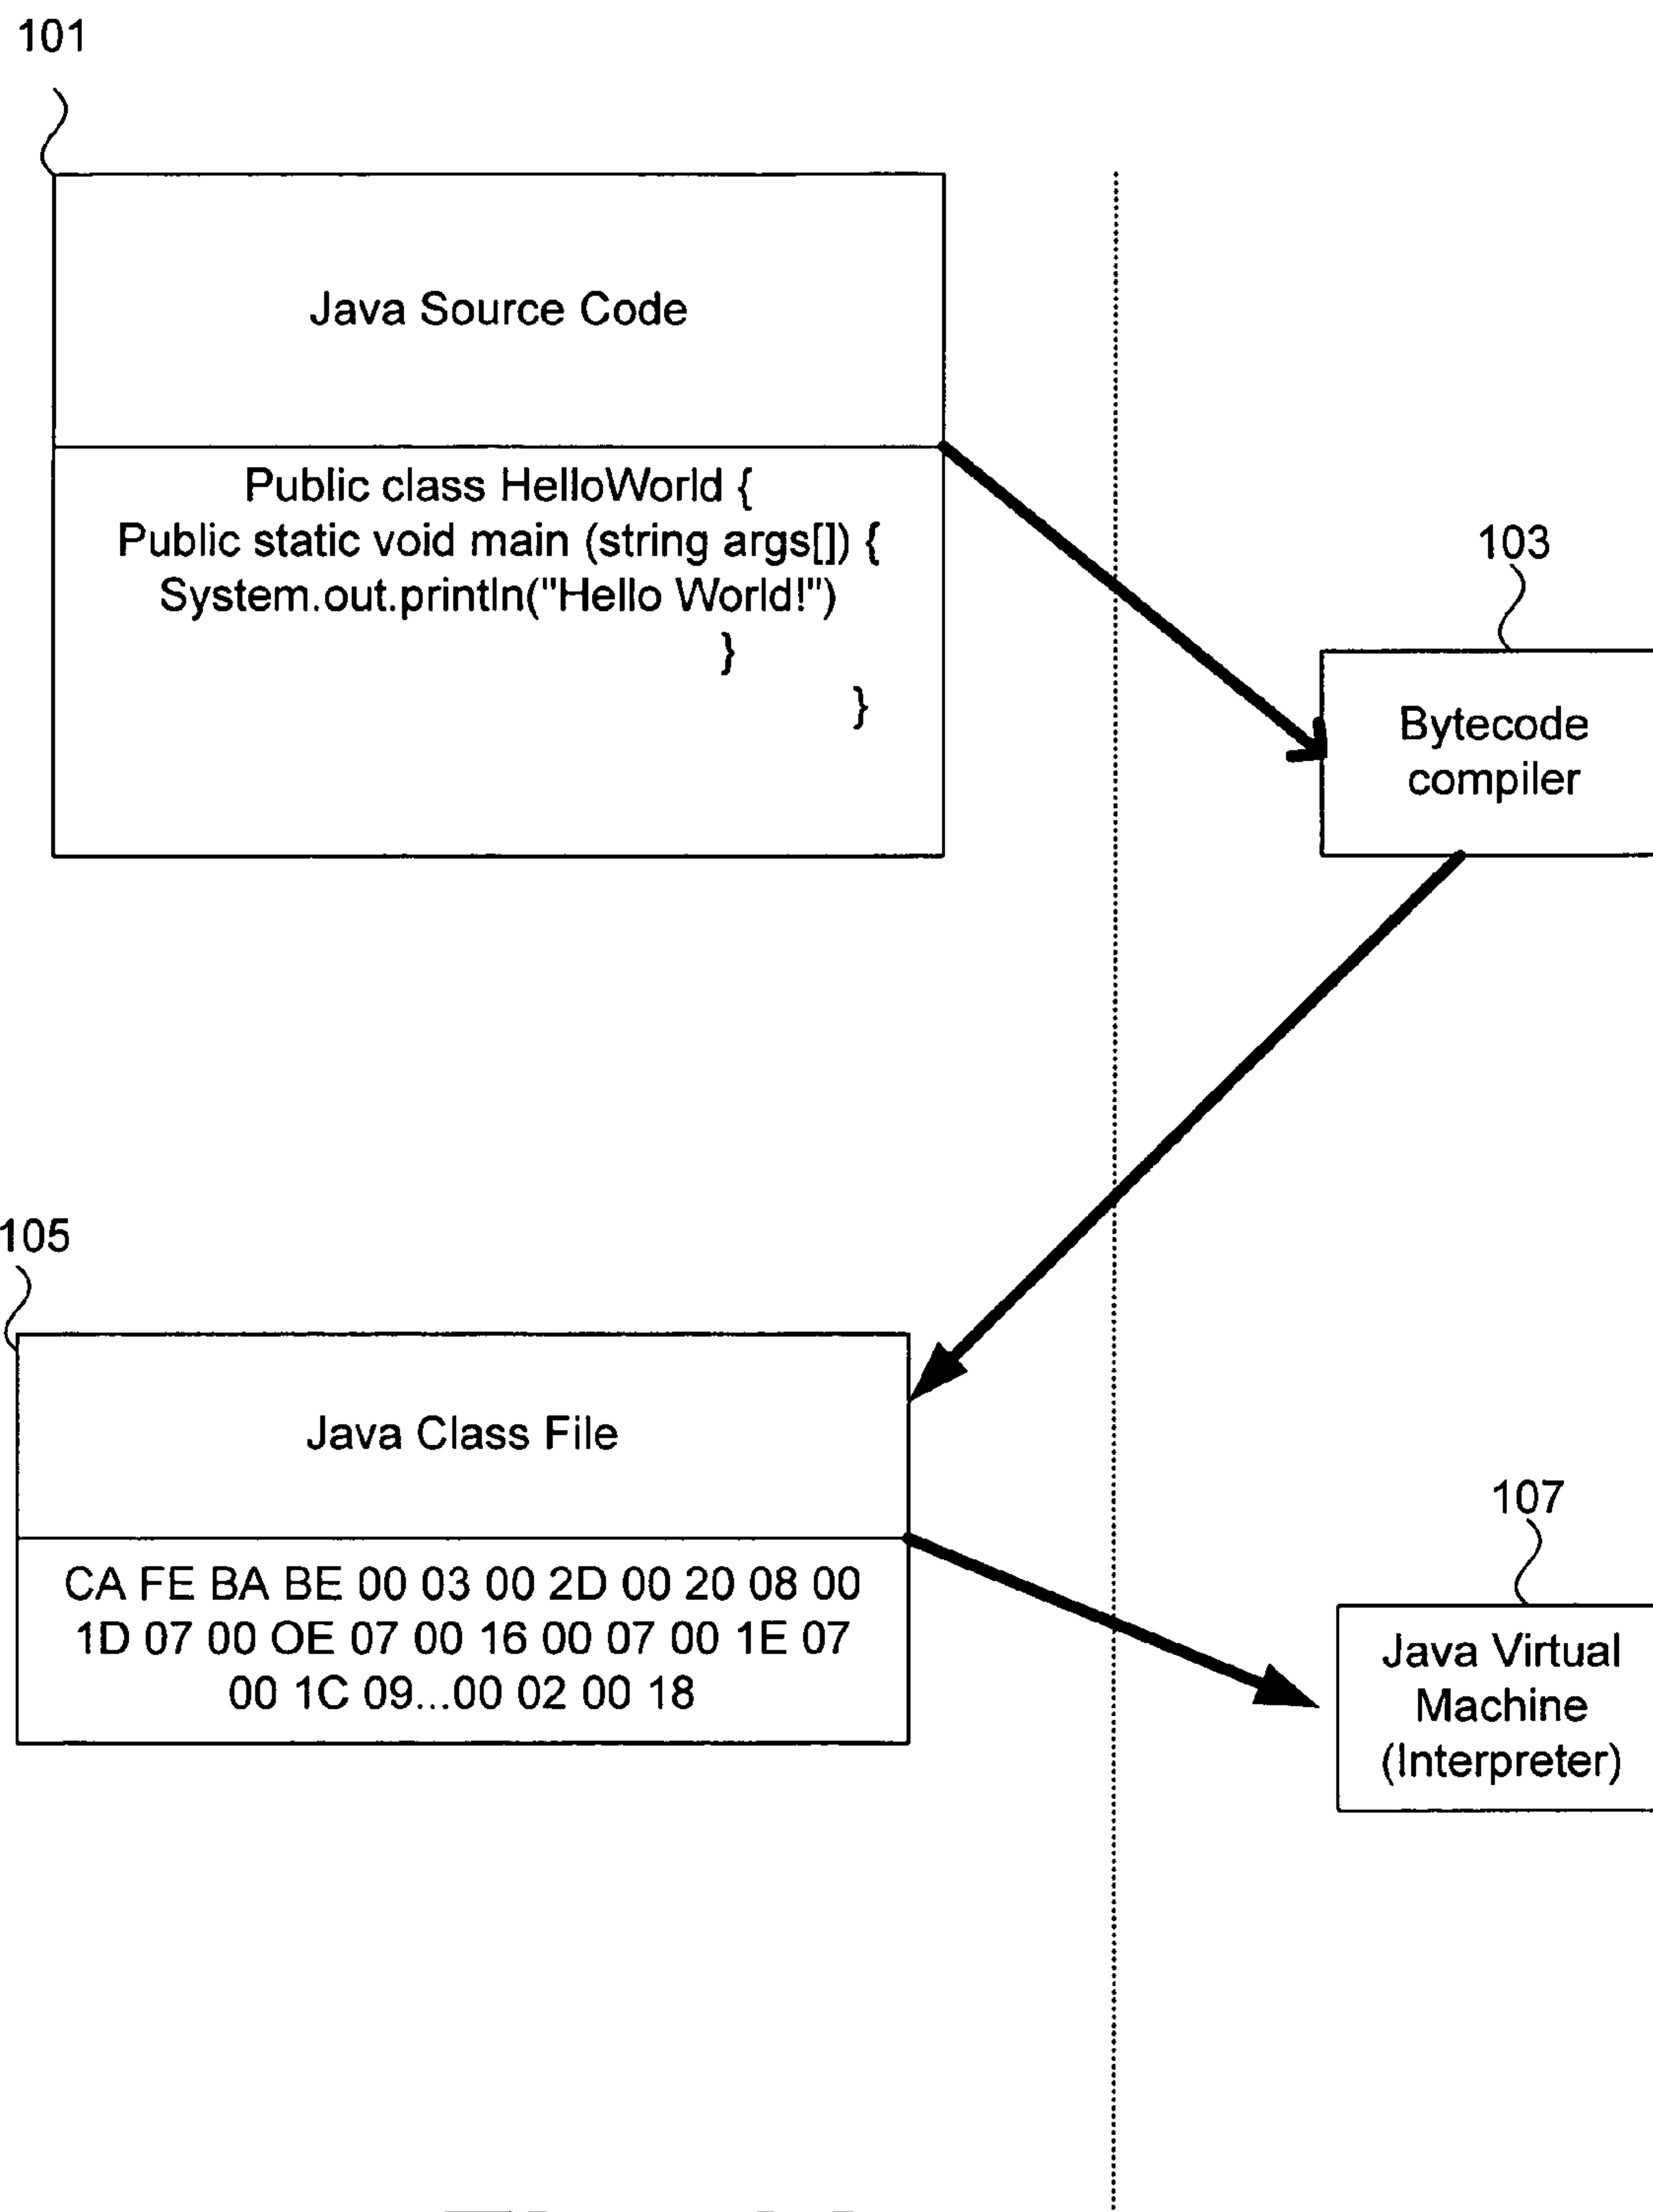 101
Java Source Code
Public class HelloWorld {
Public static void main (string args[]) {
System.out.println("Hello World!")
}
}
103
Bytecode
compiler
105
Java Class File
CA FE BA BE 00 03 00 2D 00 20 08 00
1D 07 00 OE 07 00 16 00 07 00 1E 07
00 1C 09...00 02 00 18
107
Java Virtual
Machine
(Interpreter)